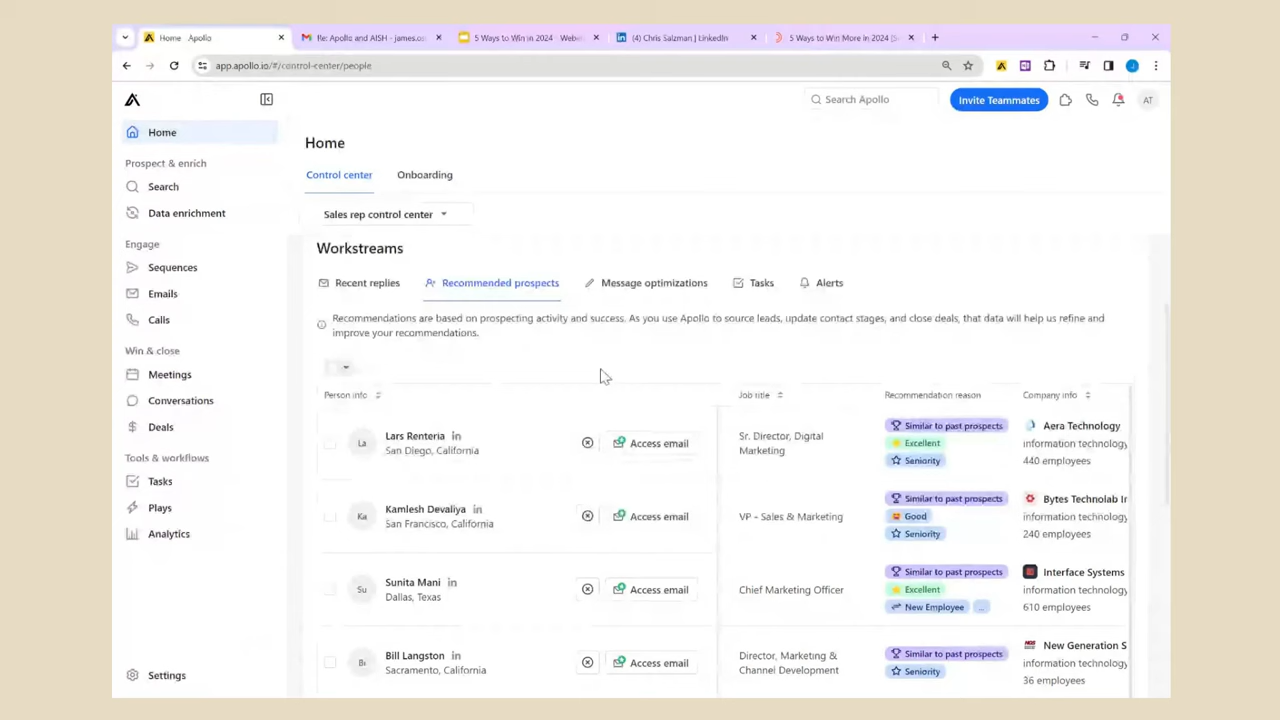 Home Apollo
Re: Apollo and AISH - james.os
5 Ways to Win in 2024 - Web
(4) Chris Salzman | LinkedIn
5 Ways to Win More in 2024 [S
app.apollo.io/#/control-center/people
Search Apollo
Invite Teammates
AT
Home
Prospect & enrich
Search
Data enrichment
Engage
Sequences
Emails
Calls
Win & close
Meetings
Conversations
Deals
Tools & workflows
Tasks
Plays
Analytics
Settings
Home
Control center
Onboarding
Sales rep control center
Workstreams
Recent replies
Recommended prospects
Message optimizations
Tasks
Alerts
Recommendations are based on prospecting activity and success. As you use Apollo to source leads, update contact stages, and close deals, that data will help us refine and
improve your recommendations.
Person info
Job title
Recommendation reason
Company info
La
Lars Renteria in
San Diego, California
Access email
Sr. Director, Digital
Marketing
Similar to past prospects
Excellent
Seniority
Aera Technology
information technology
440 employees
Ka
Kamlesh Devaliya in
San Francisco, California
Access email
VP - Sales & Marketing
Similar to past prospects
Good
Seniority
Bytes Technolab In
information technology
240 employees
Su
Sunita Mani in
Dallas, Texas
Access email
Chief Marketing Officer
Similar to past prospects
Excellent
New Employee
...
Interface Systems
information technology
610 employees
Bi
Bill Langston in
Sacramento, California
Access email
Director, Marketing &
Channel Development
Similar to past prospects
Seniority
New Generation S
information technology
36 employees